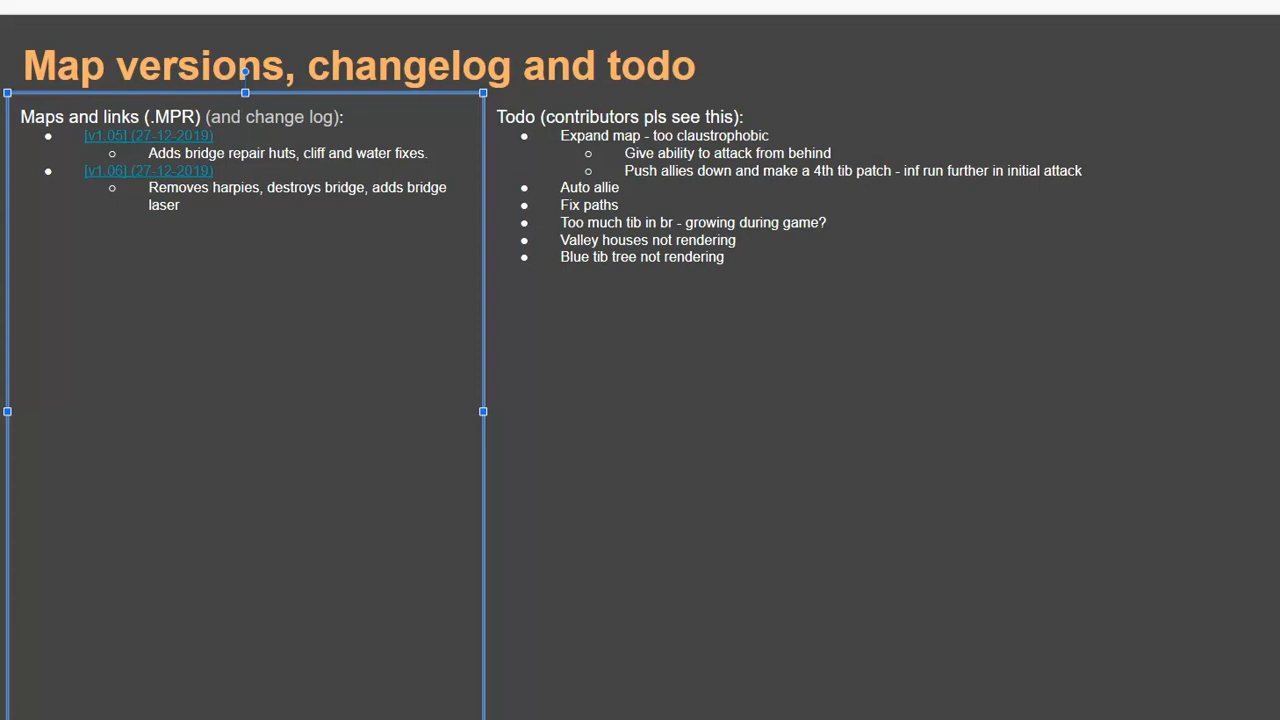 Map versions, changelog and todo
Maps and links (.MPR) (and change log):
[v1.05] (27-12-2019)
Adds bridge repair huts, cliff and water fixes.
[v1.06] (27-12-2019)
Removes harpies, destroys bridge, adds bridge
laser
Todo (contributors pls see this):
Expand map - too claustrophobic
Give ability to attack from behind
Push allies down and make a 4th tib patch - inf run further in initial attack
Auto allie
Fix paths
Too much tib in br - growing during game?
Valley houses not rendering
Blue tib tree not rendering